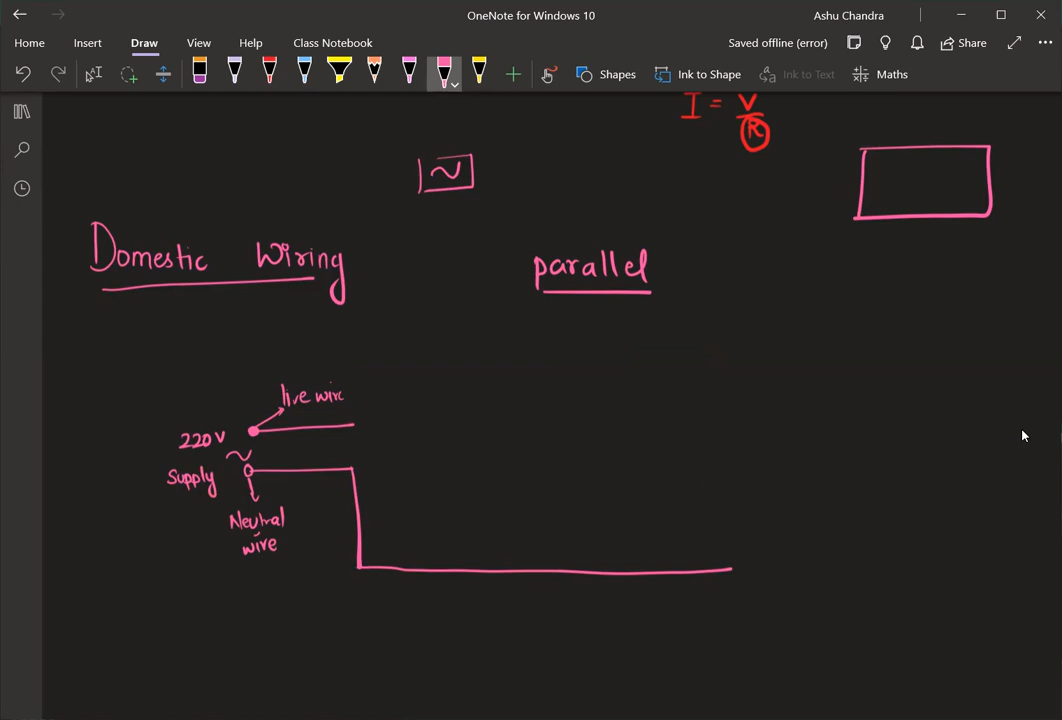 OneNote for Windows 10
Ashu Chandra
Home Insert Draw View Help Class Notebook
Saved offline (error)
Share
Shapes
Ink to Shape
Ink to Text
Maths
I = V/R
~
Domestic Wiring
parallel
live wire
220 V
~
Supply
Neutral
wire